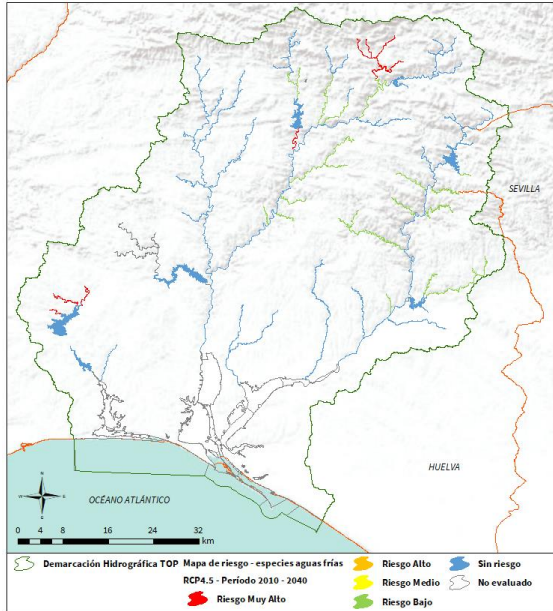 SEVILLA
HUELVA
OCÉANO ATLÁNTICO
N
0 4 8 16 24 32
km
Demarcación Hidrográfica TOP
Mapa de riesgo - especies aguas frías
RCP4.5 - Período 2010 - 2040
Riesgo Muy Alto
Riesgo Alto
Riesgo Medio
Riesgo Bajo
Sin riesgo
No evaluado